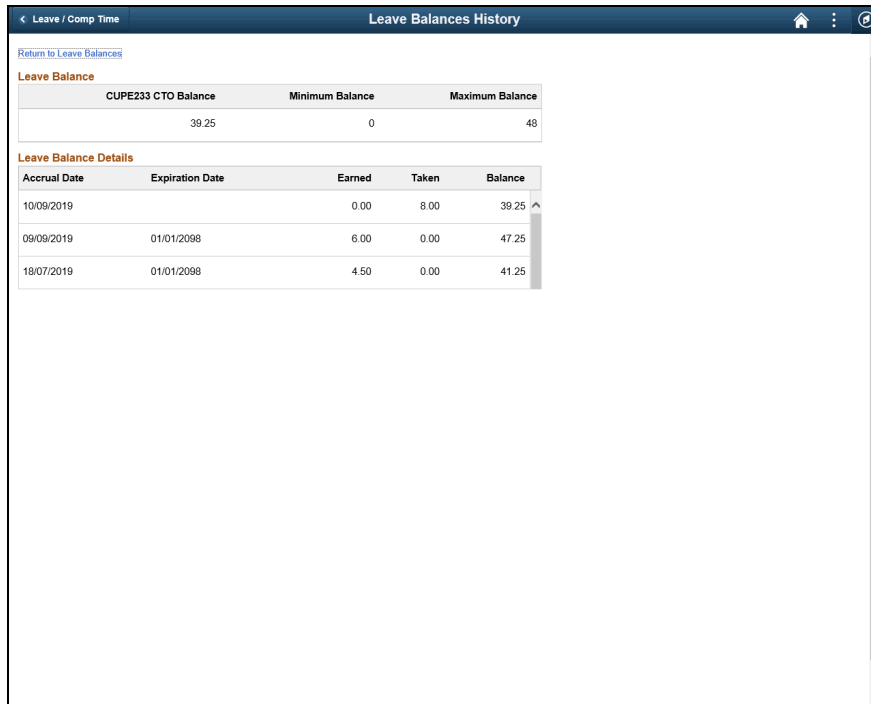 Leave / Comp Time Leave Balances History
Return to Leave Balances
Leave Balance
CUPE233 CTO Balance Minimum Balance Maximum Balance
39.25 0 48
Leave Balance Details
Accrual Date Expiration Date Earned Taken Balance
10/09/2019 0.00 8.00 39.25
09/09/2019 01/01/2098 6.00 0.00 47.25
18/07/2019 01/01/2098 4.50 0.00 41.25